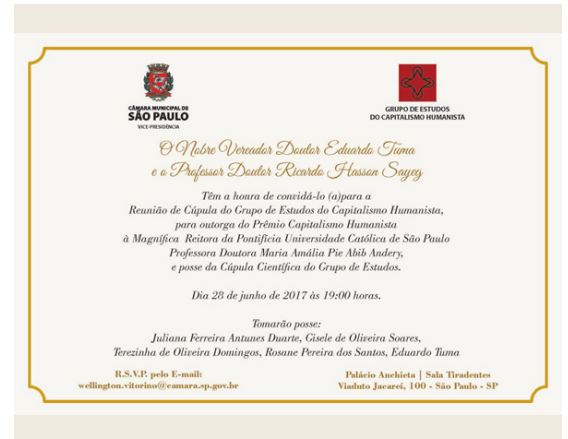 CÂMARA MUNICIPAL DE
SÃO PAULO
VICE-PRESIDÊNCIA
GRUPO DE ESTUDOS
DO CAPITALISMO HUMANISTA
O Nobre Vereador Doutor Eduardo Tuma
e o Professor Doutor Ricardo Hasson Sayeg
Têm a honra de convidá-lo (a)para a
Reunião de Cúpula do Grupo de Estudos do Capitalismo Humanista,
para outorga do Prêmio Capitalismo Humanista
à Magnífica Reitora da Pontifícia Universidade Católica de São Paulo
Professora Doutora Maria Amália Pie Abib Andery,
e posse da Cúpula Científica do Grupo de Estudos.
Dia 28 de junho de 2017 às 19:00 horas.
Tomarão posse:
Juliana Ferreira Antunes Duarte, Gisele de Oliveira Soares,
Terezinha de Oliveira Domingos, Rosane Pereira dos Santos, Eduardo Tuma
R.S.V.P. pelo E-mail:
wellington.vitorino@camara.sp.gov.br
Palácio Anchieta | Sala Tiradentes
Viaduto Jacareí, 100 - São Paulo - SP